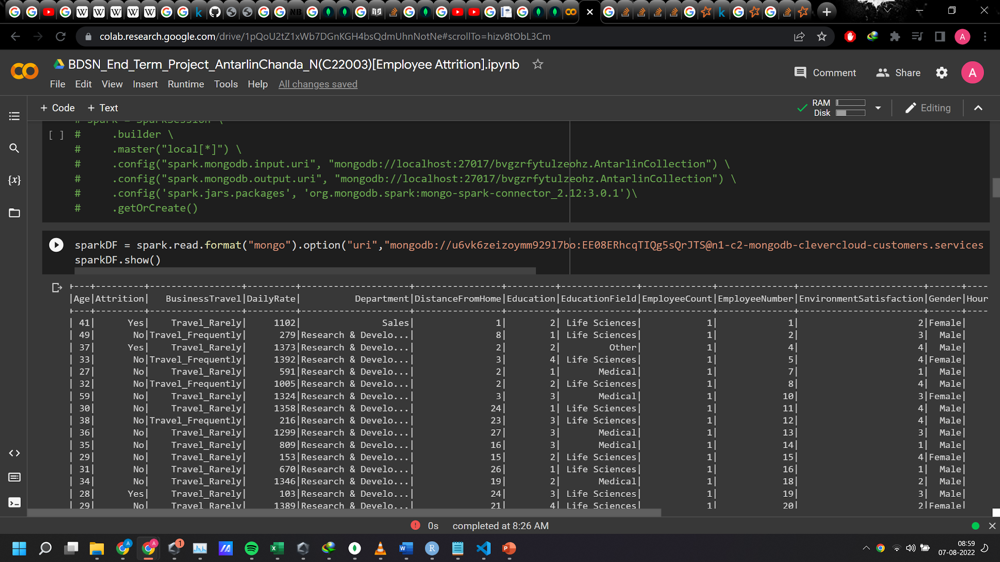 colab.research.google.com/drive/1pQoU2tZ1xWb7DGnKGH4bsQdmUhnNotNe#scrollTo=hizv8tObL3Cm
A
BDSN_End_Term_Project_AntarlinChanda_N(C22003)[Employee Attrition].ipynb
Comment
Share
A
File Edit View Insert Runtime Tools Help All changes saved
+ Code + Text
RAM
Disk
Editing
# spark = SparkSession \
[ ] # .builder \
# .master("local[*]") \
# .config("spark.mongodb.input.uri", "mongodb://localhost:27017/bvgzrfytulzeohz.AntarlinCollection") \
# .config("spark.mongodb.output.uri", "mongodb://localhost:27017/bvgzrfytulzeohz.AntarlinCollection") \
# .config('spark.jars.packages', 'org.mongodb.spark:mongo-spark-connector_2.12:3.0.1')\
# .getOrCreate()
sparkDF = spark.read.format("mongo").option("uri","mongodb://u6vk6zeizoymm929l7bo:EE08ERhcqTIQg5sQrJTS@n1-c2-mongodb-clevercloud-customers.services
sparkDF.show()
+---+---------+-----------------+---------+--------------------+----------------+---------+--------------+-------------+--------------+-----------------------+------+----
|Age|Attrition|   BusinessTravel|DailyRate|          Department|DistanceFromHome|Education|EducationField|EmployeeCount|EmployeeNumber|EnvironmentSatisfaction|Gender|Hour
+---+---------+-----------------+---------+--------------------+----------------+---------+--------------+-------------+--------------+-----------------------+------+----
| 41|      Yes|    Travel_Rarely|     1102|               Sales|               1|        2| Life Sciences|            1|             1|                      2|Female|
| 49|       No|Travel_Frequently|      279|Research & Develo...|               8|        1| Life Sciences|            1|             2|                      3|  Male|
| 37|      Yes|    Travel_Rarely|     1373|Research & Develo...|               2|        2|         Other|            1|             4|                      4|  Male|
| 33|       No|Travel_Frequently|     1392|Research & Develo...|               3|        4| Life Sciences|            1|             5|                      4|Female|
| 27|       No|    Travel_Rarely|      591|Research & Develo...|               2|        1|       Medical|            1|             7|                      1|  Male|
| 32|       No|Travel_Frequently|     1005|Research & Develo...|               2|        2| Life Sciences|            1|             8|                      4|  Male|
| 59|       No|    Travel_Rarely|     1324|Research & Develo...|               3|        3|       Medical|            1|            10|                      3|Female|
| 30|       No|    Travel_Rarely|     1358|Research & Develo...|              24|        1| Life Sciences|            1|            11|                      4|  Male|
| 38|       No|Travel_Frequently|      216|Research & Develo...|              23|        3| Life Sciences|            1|            12|                      4|  Male|
| 36|       No|    Travel_Rarely|     1299|Research & Develo...|              27|        3|       Medical|            1|            13|                      3|  Male|
| 35|       No|    Travel_Rarely|      809|Research & Develo...|              16|        3|       Medical|            1|            14|                      1|  Male|
| 29|       No|    Travel_Rarely|      153|Research & Develo...|              15|        2| Life Sciences|            1|            15|                      4|Female|
| 31|       No|    Travel_Rarely|      670|Research & Develo...|              26|        1| Life Sciences|            1|            16|                      1|  Male|
| 34|       No|    Travel_Rarely|     1346|Research & Develo...|              19|        2|       Medical|            1|            18|                      2|  Male|
| 28|      Yes|    Travel_Rarely|      103|Research & Develo...|              24|        3| Life Sciences|            1|            19|                      3|  Male|
| 29|       No|    Travel_Rarely|     1389|Research & Develo...|              21|        4| Life Sciences|            1|            20|                      2|Female|
0s completed at 8:26 AM
08:59
07-08-2022